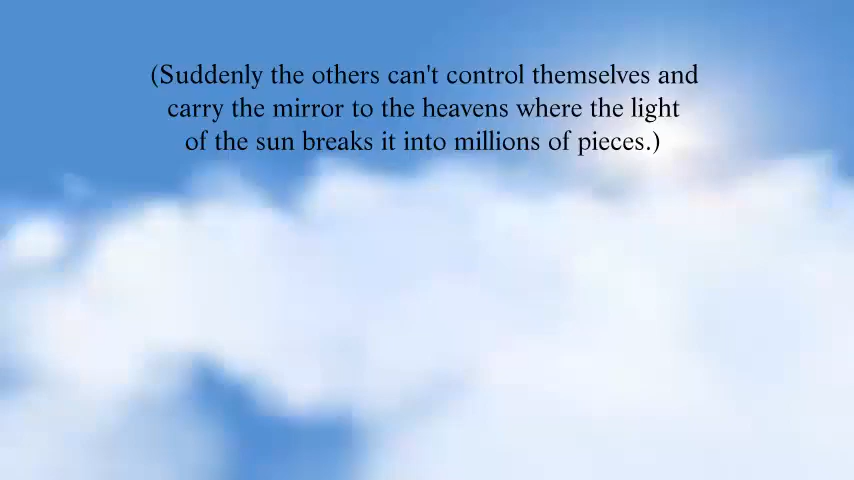 (Suddenly the others can't control themselves and
carry the mirror to the heavens where the light
of the sun breaks it into millions of pieces.)